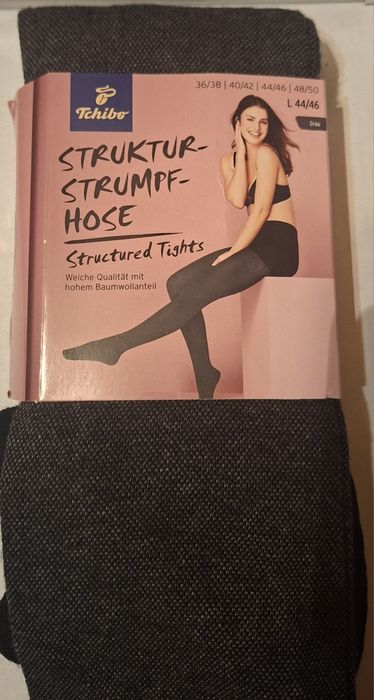 Tchibo
36/38 | 40/42 | 44/46 | 48/50
L 44/46
Grau
STRUKTUR-
STRUMPF-
HOSE
Structured Tights
Weiche Qualität mit
hohem Baumwollanteil